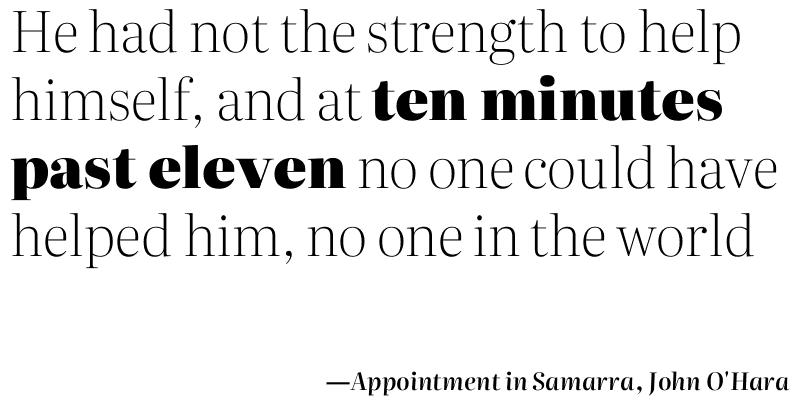 He had not the strength to help
himself, and at ten minutes
past eleven no one could have
helped him, no one in the world
—Appointment in Samarra, John O'Hara